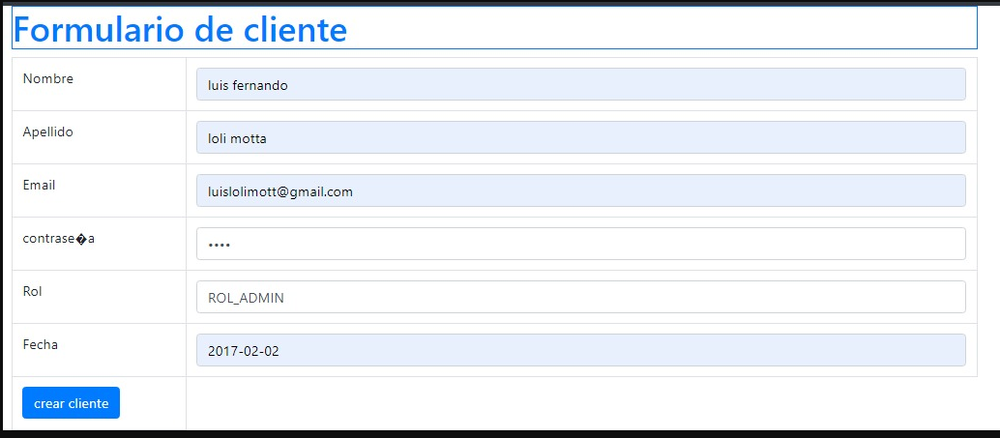 Formulario de cliente
Nombre
luis fernando
Apellido
loli motta
Email
luislolimott@gmail.com
contrase�a
••••
Rol
ROL_ADMIN
Fecha
2017-02-02
crear cliente